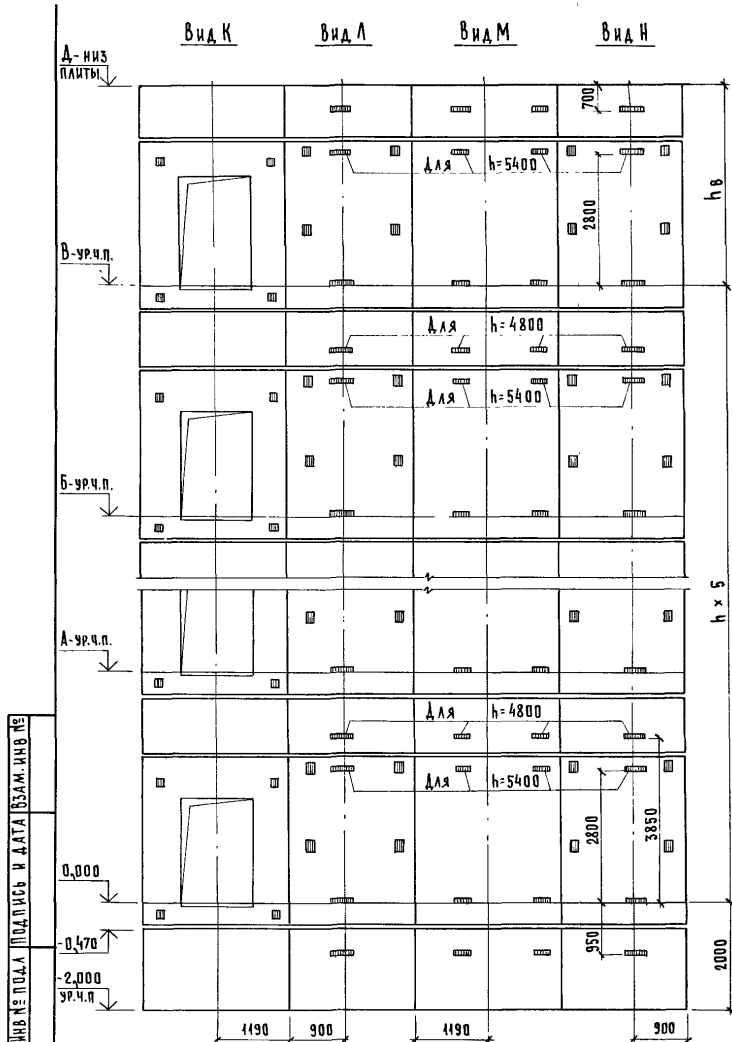 Вид К Вид Л Вид М Вид Н
Д- низ
плиты
700
Для h=5400
2800
hв
В-ур.ч.п.
Для h=4800
Для h=5400
Б-ур.ч.п.
h × 5
А-ур.ч.п.
Для h=4800
Для h=5400
2800
3850
0,000
-0,470
950
2000
-2,000
ур.ч.п
1190 900 1190 900
Инв № подл
Подпись и дата
Взам. инв №